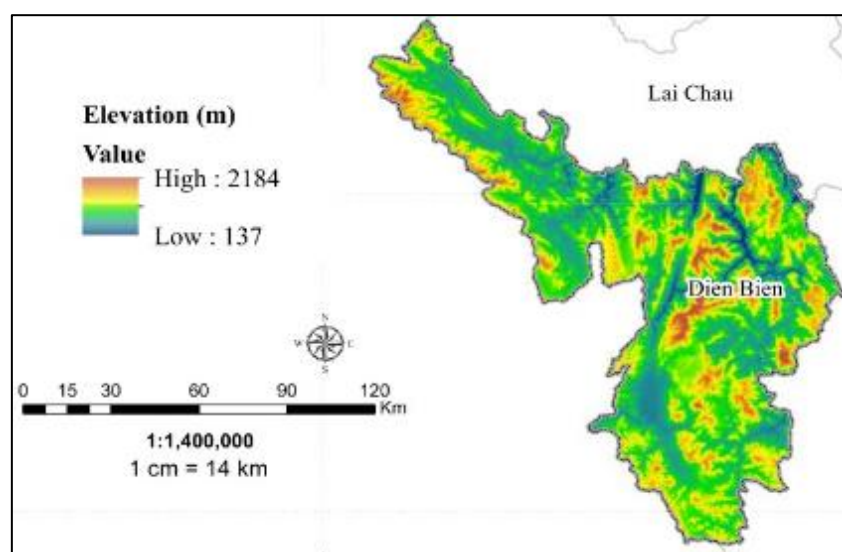 Lai Chau
Elevation (m)
Value
High : 2184
Low : 137
Dien Bien
N
W
S
0 15 30 60 90 120
Km
1:1,400,000
1 cm = 14 km